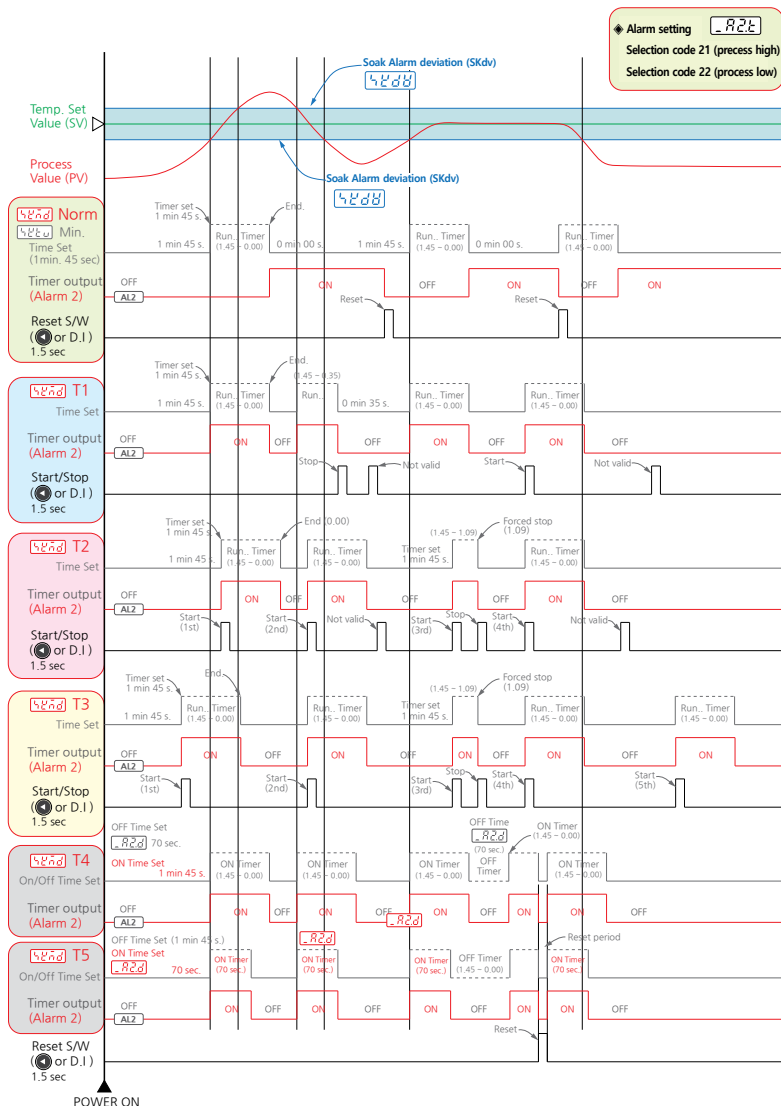 ◈ Alarm setting _A2.t
Selection code 21 (precess high)
Selection code 22 (process low)
Soak Alarm deviation (SKdv)
Temp. Set
Value (SV)
Process
Value (PV)
Soak Alarm deviation (SKdv)
Norm
Min.
Time Set
(1min. 45 sec)
Timer set
1 min 45 s.
End.
1 min 45 s.
Run.. Timer
(1.45 – 0.00)
0 min 00 s.
1 min 45 s.
Run.. Timer
(1.45 – 0.00)
0 min 00 s.
Run.. Timer
(1.45 – 0.00)
Timer output
(Alarm 2)
OFF
AL2
ON
OFF
ON
OFF
ON
Reset
Reset
Reset S/W
( or D.I )
1.5 sec
T1
Time Set
Timer set
1 min 45 s.
End.
(1.45 – 0.35)
1 min 45 s.
Run.. Timer
(1.45 – 0.00)
Run..
0 min 35 s.
Run.. Timer
(1.45 – 0.00)
Run.. Timer
(1.45 – 0.00)
Timer output
(Alarm 2)
OFF
AL2
ON
OFF
ON
OFF
ON
OFF
ON
OFF
Stop
Not valid
Start
Not valid
Start/Stop
( or D.I )
1.5 sec
T2
Time Set
Timer set
1 min 45 s.
End (0.00)
(1.45 – 1.09)
Forced stop
(1.09)
1 min 45 s.
Run.. Timer
(1.45 – 0.00)
Run.. Timer
(1.45 – 0.00)
Timer set
1 min 45 s.
Run.. Timer
(1.45 – 0.00)
Timer output
(Alarm 2)
OFF
AL2
ON
OFF
ON
OFF
ON
OFF
ON
OFF
Start
(1st)
Start
(2nd)
Not valid
Start
(3rd)
Stop
Start
(4th)
Not valid
Start/Stop
( or D.I )
1.5 sec
T3
Time Set
Timer set
1 min 45 s.
End.
(1.45 – 1.09)
Forced stop
(1.09)
1 min 45 s.
Run.. Timer
(1.45 – 0.00)
Run.. Timer
(1.45 – 0.00)
Timer set
1 min 45 s.
Run.. Timer
(1.45 – 0.00)
Run.. Timer
(1.45 – 0.00)
Timer output
(Alarm 2)
OFF
AL2
ON
OFF
ON
OFF
ON
OFF
ON
OFF
ON
Start
(1st)
Start
(2nd)
Start
(3rd)
Stop
Start
(4th)
Start
(5th)
Start/Stop
( or D.I )
1.5 sec
T4
On/Off Time Set
OFF Time Set
_A2.d 70 sec.
ON Time Set
1 min 45 s.
ON Timer
(1.45 – 0.00)
ON Timer
(1.45 – 0.00)
ON Timer
(1.45 – 0.00)
OFF Time
_A2.d
(70 sec.)
OFF
Timer
ON Timer
(1.45 – 0.00)
ON Timer
(1.45 – 0.00)
Timer output
(Alarm 2)
OFF
AL2
ON
OFF
ON
_A2.d
ON
OFF
ON
ON
OFF
T5
On/Off Time Set
OFF Time Set (1 min 45 s.)
ON Time Set
_A2.d 70 sec.
_A2.d
Reset period
ON Timer
(70 sec.)
ON Timer
(70 sec.)
ON Timer
(70 sec.)
OFF Timer
(1.45 – 0.00)
ON Timer
(70 sec.)
Timer output
(Alarm 2)
OFF
AL2
ON
OFF
ON
OFF
ON
OFF
ON
ON
OFF
Reset
Reset S/W
( or D.I )
1.5 sec
POWER ON